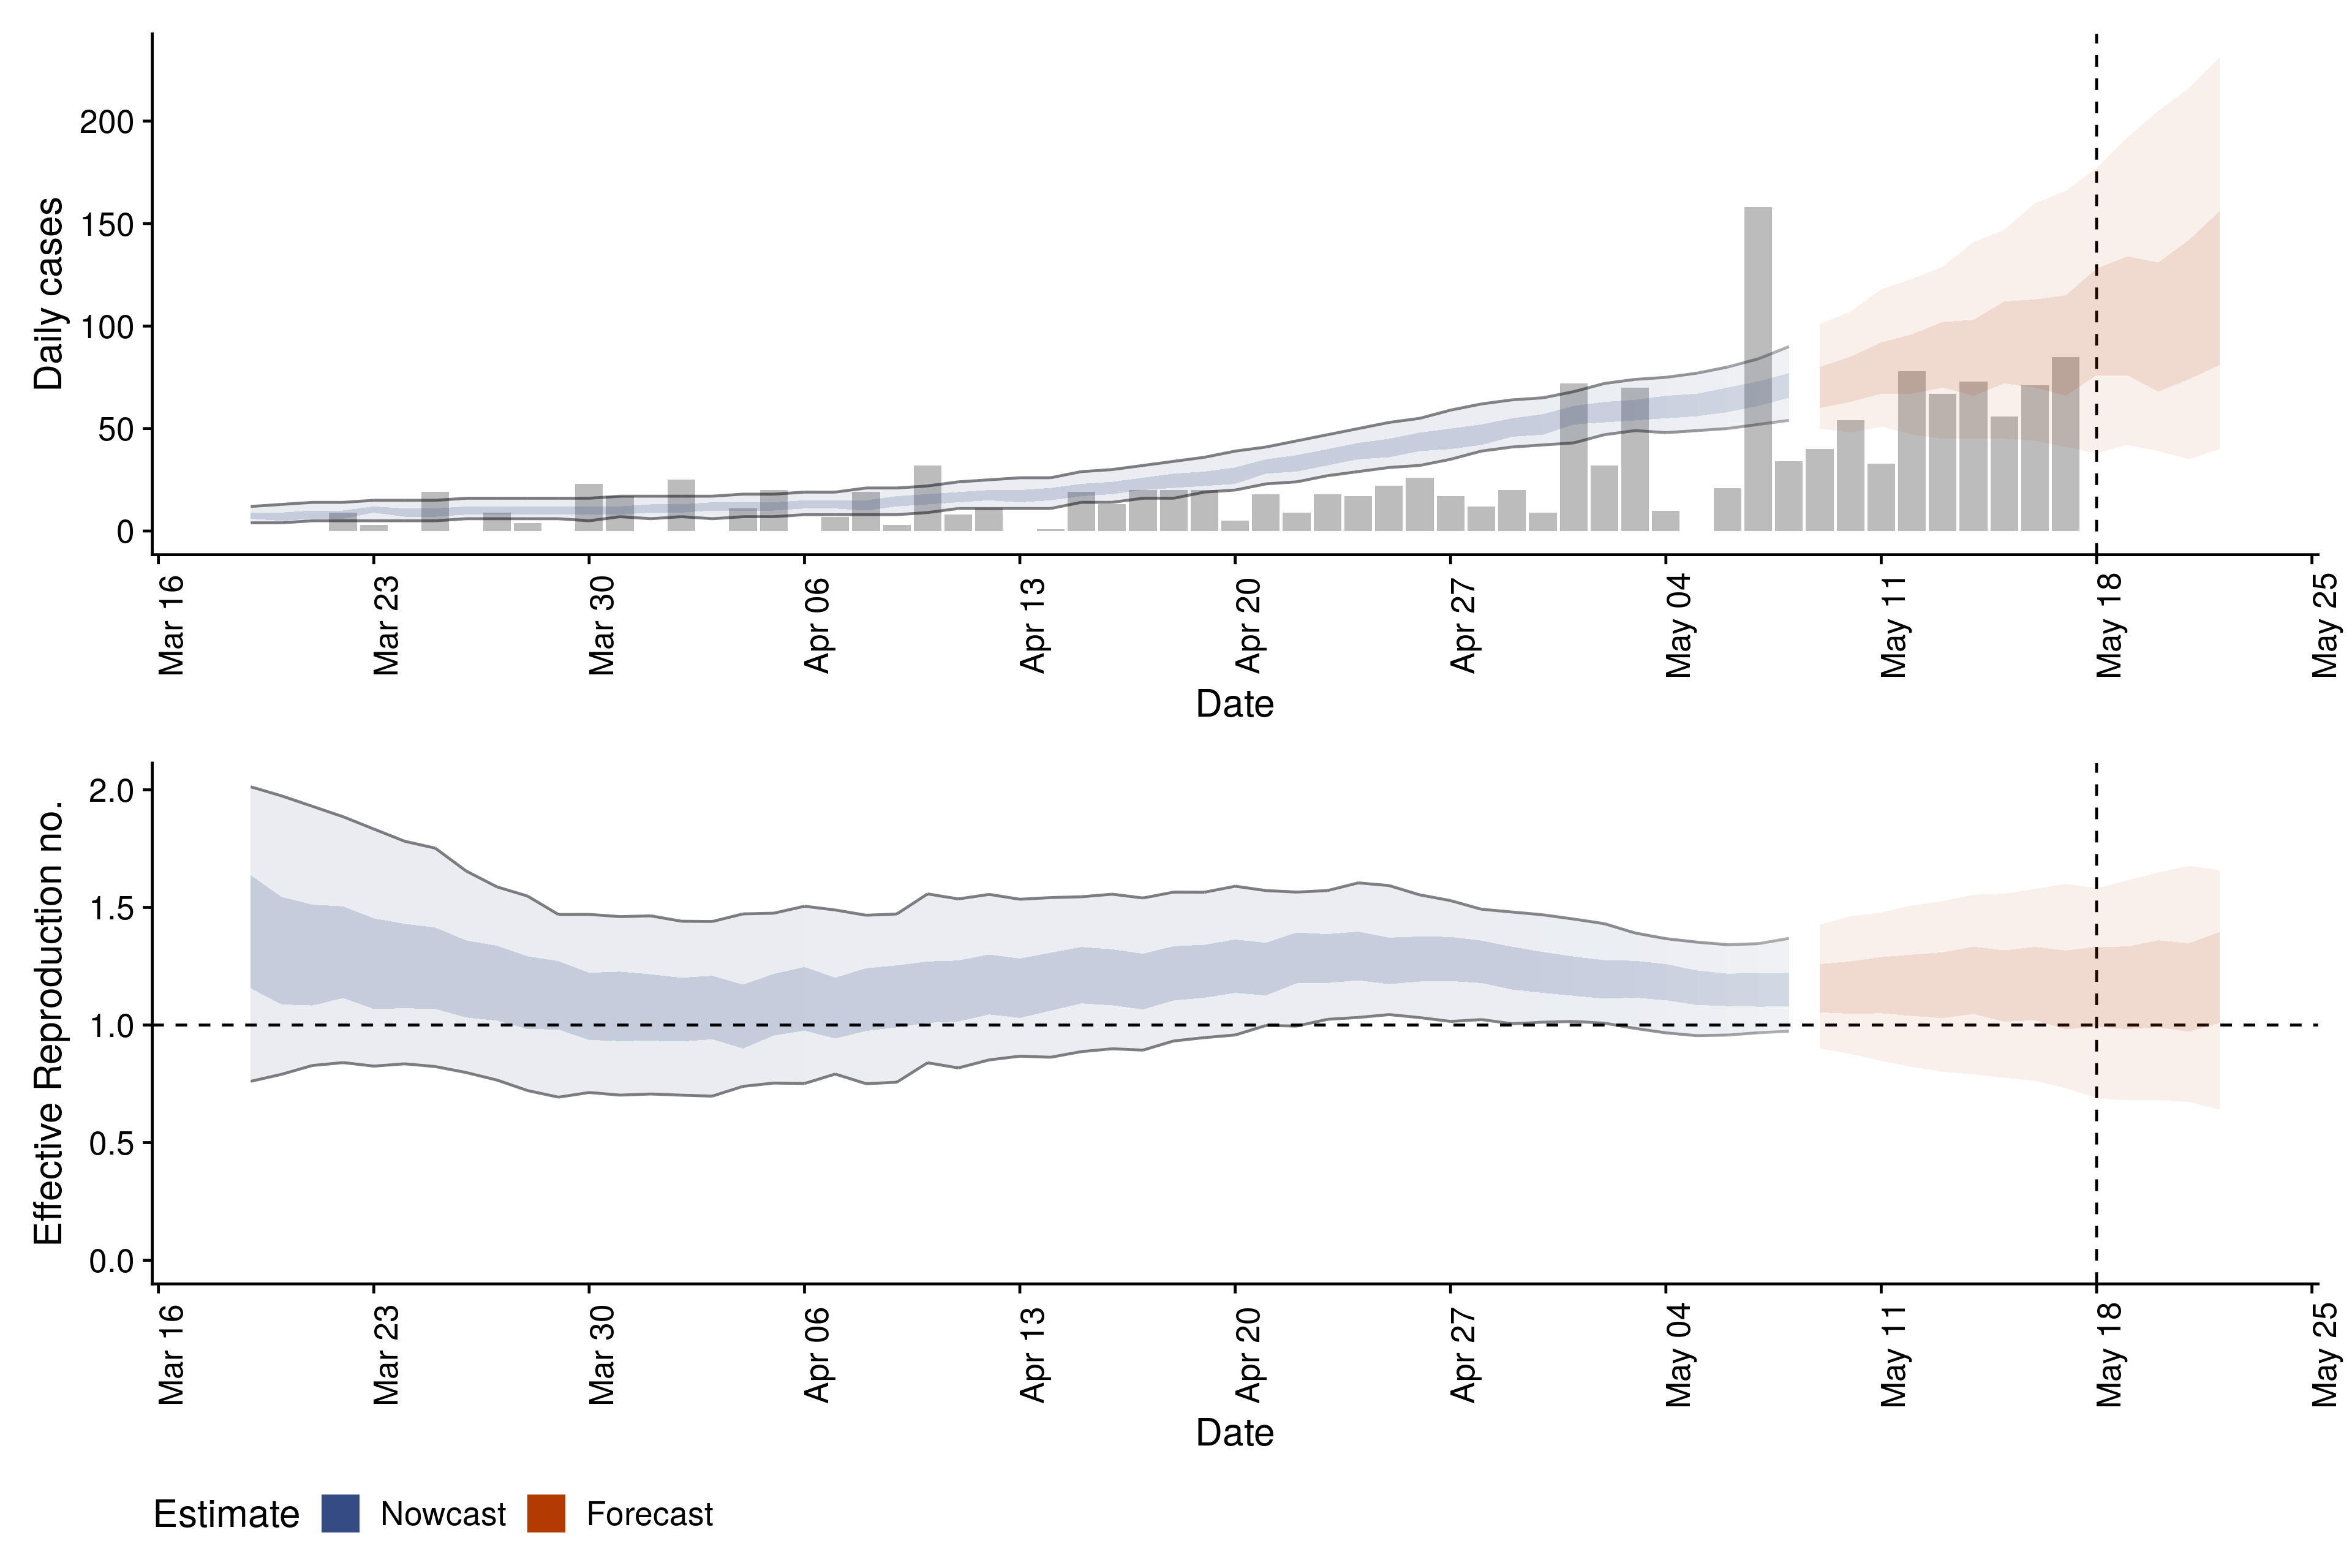 Daily cases
200
150
100
50
0
Mar 16
Mar 23
Mar 30
Apr 06
Apr 13
Apr 20
Apr 27
May 04
May 11
May 18
May 25
Date
Effective Reproduction no.
2.0
1.5
1.0
0.5
0.0
Mar 16
Mar 23
Mar 30
Apr 06
Apr 13
Apr 20
Apr 27
May 04
May 11
May 18
May 25
Date
Estimate Nowcast Forecast